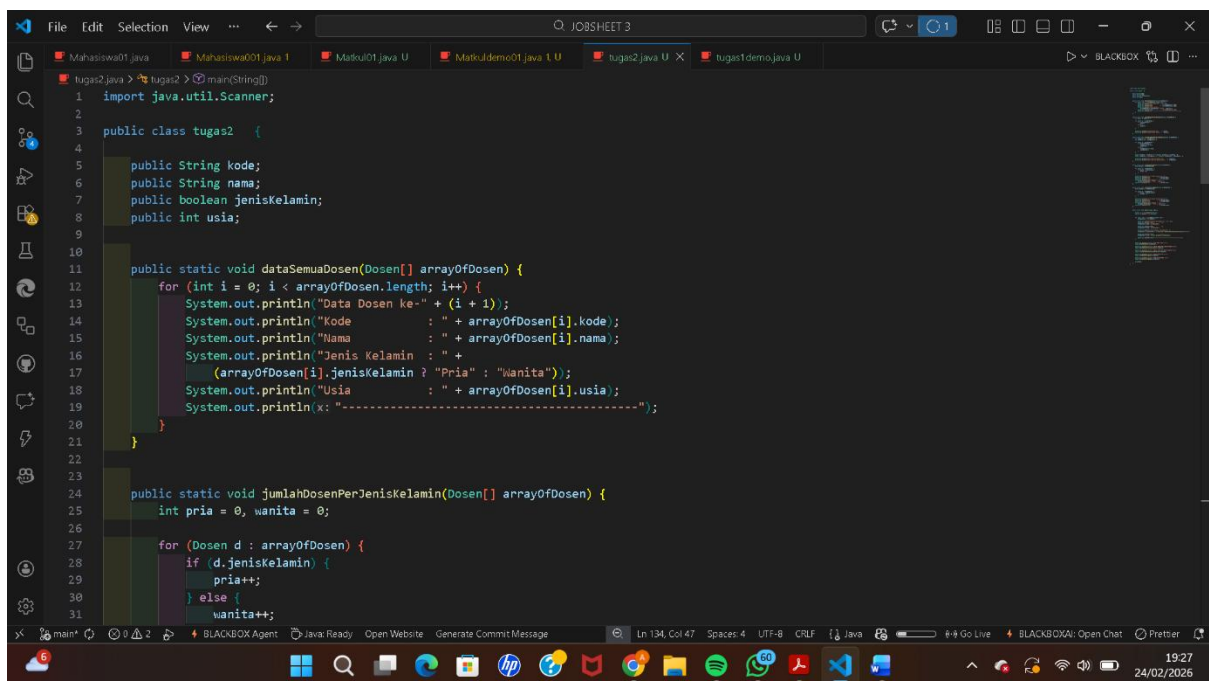 File Edit Selection View ··· ← → JOBSHEET 3 1
Mahasiswa01.java Mahasiswa001.java 1 Matkul01.java U Matkuldemo01.java 1, U tugas2.java U × tugas1demo.java U BLACKBOX ···
tugas2.java > tugas2 > main(String[])
1 import java.util.Scanner;
2
3 public class tugas2 {
4
5 public String kode;
6 public String nama;
7 public boolean jenisKelamin;
8 public int usia;
9
10
11 public static void dataSemuaDosen(Dosen[] arrayOfDosen) {
12 for (int i = 0; i < arrayOfDosen.length; i++) {
13 System.out.println("Data Dosen ke-" + (i + 1));
14 System.out.println("Kode : " + arrayOfDosen[i].kode);
15 System.out.println("Nama : " + arrayOfDosen[i].nama);
16 System.out.println("Jenis Kelamin : " +
17 (arrayOfDosen[i].jenisKelamin ? "Pria" : "Wanita"));
18 System.out.println("Usia : " + arrayOfDosen[i].usia);
19 System.out.println(x: "-------------------------------------------");
20 }
21 }
22
23
24 public static void jumlahDosenPerJenisKelamin(Dosen[] arrayOfDosen) {
25 int pria = 0, wanita = 0;
26
27 for (Dosen d : arrayOfDosen) {
28 if (d.jenisKelamin) {
29 pria++;
30 } else {
31 wanita++;
main* 0 2 BLACKBOX Agent Java: Ready Open Website Generate Commit Message Ln 134, Col 47 Spaces: 4 UTF-8 CRLF Java Go Live BLACKBOXAI: Open Chat Prettier
6 hp 60 19:27
24/02/2026